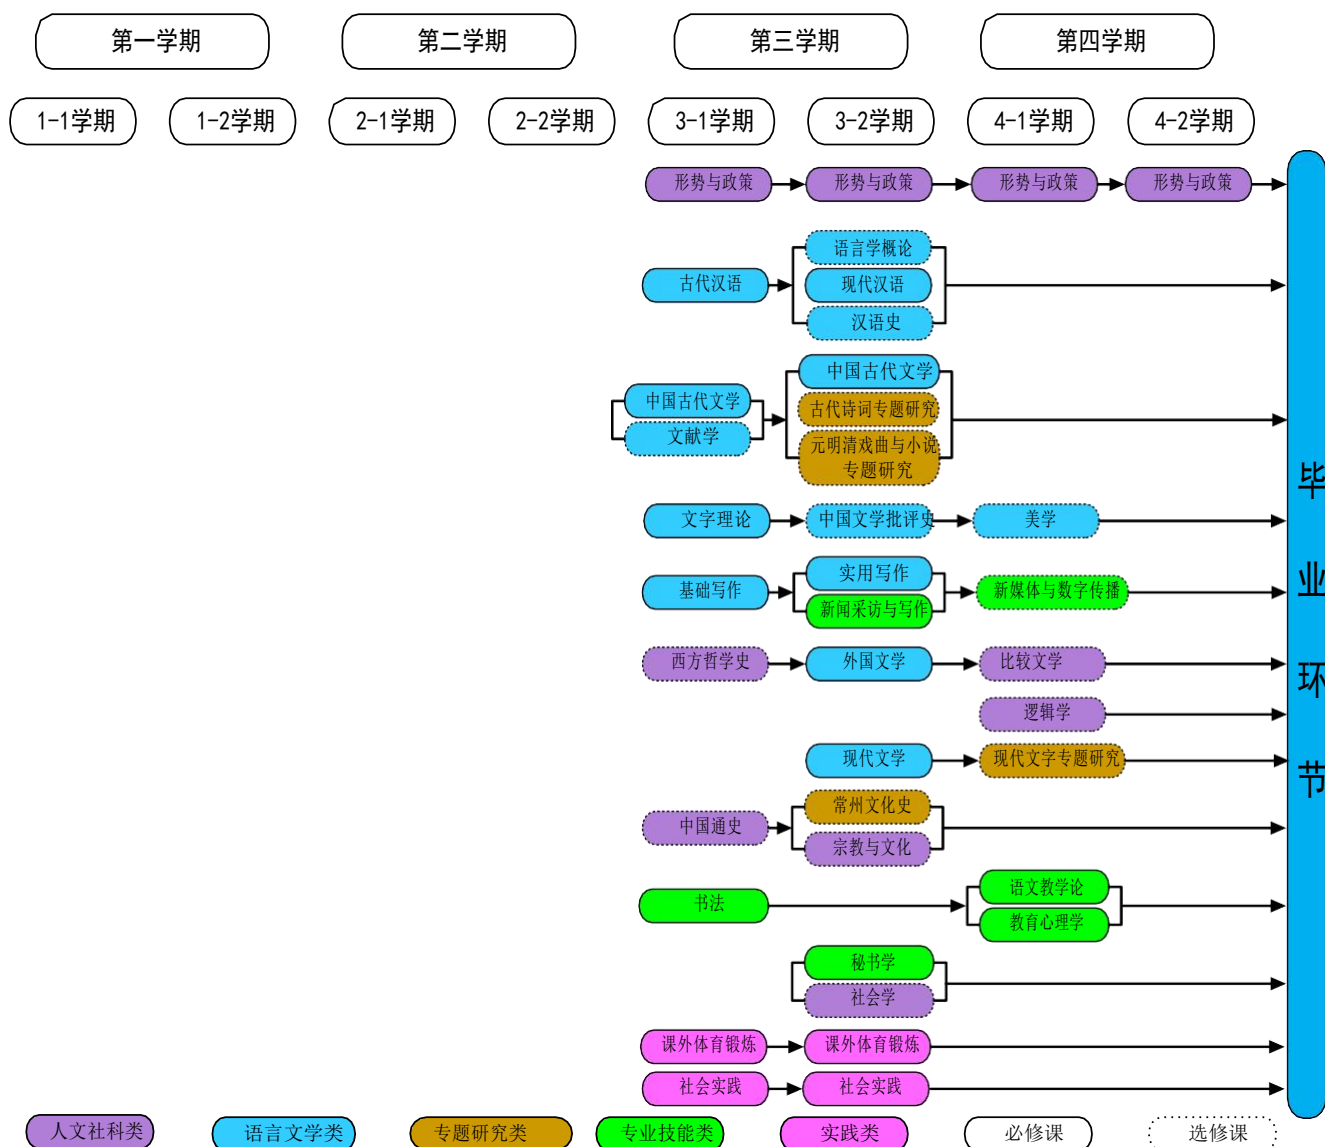 第一学期 第二学期 第三学期 第四学期
1-1学期 1-2学期 2-1学期 2-2学期 3-1学期 3-2学期 4-1学期 4-2学期
形势与政策 形势与政策 形势与政策 形势与政策
语言学概论
古代汉语 现代汉语
汉语史
中国古代文学
中国古代文学 古代诗词专题研究
文献学
元明清戏曲与小说
专题研究
文字理论 中国文学批评史 美学
实用写作
基础写作 新媒体与数字传播
新闻采访与写作
西方哲学史 外国文学 比较文学
逻辑学
现代文学 现代文字专题研究
常州文化史
中国通史
宗教与文化
语文教学论
书法
教育心理学
秘书学
社会学
课外体育锻炼 课外体育锻炼
社会实践 社会实践
毕
业
环
节
人文社科类 语言文学类 专题研究类 专业技能类 实践类 必修课 选修课